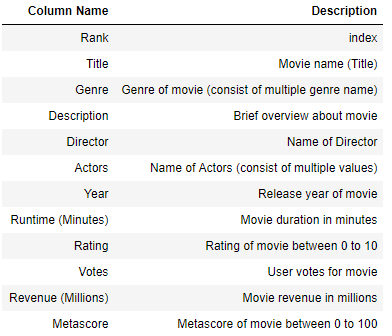 Column Name Description
Rank index
Title Movie name (Title)
Genre Genre of movie (consist of multiple genre name)
Description Brief overview about movie
Director Name of Director
Actors Name of Actors (consist of multiple values)
Year Release year of movie
Runtime (Minutes) Movie duration in minutes
Rating Rating of movie between 0 to 10
Votes User votes for movie
Revenue (Millions) Movie revenue in millions
Metascore Metascore of movie between 0 to 100